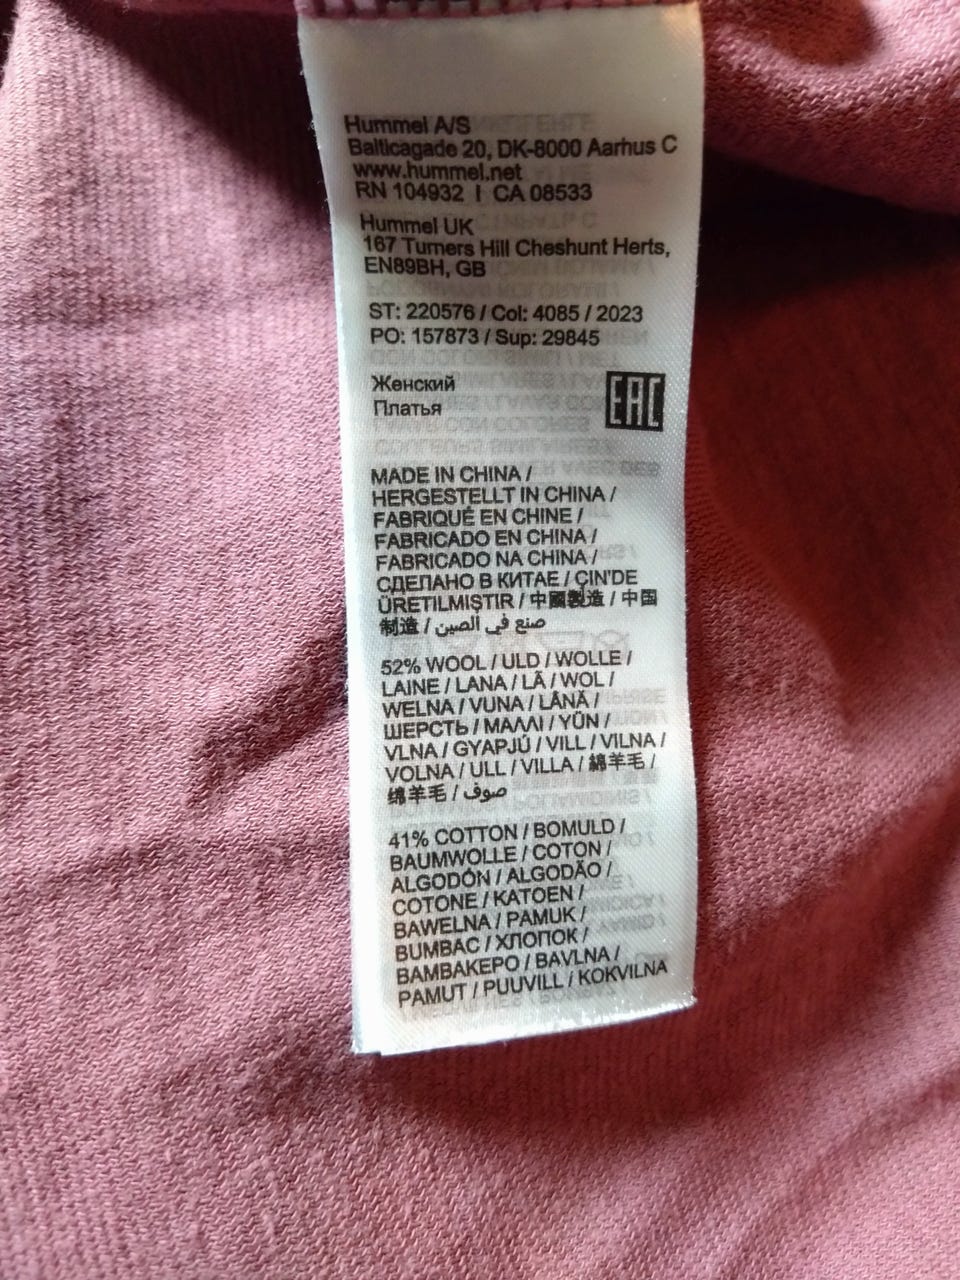 Hummel A/S
Balticagade 20, DK-8000 Aarhus C
www.hummel.net
RN 104932 | CA 08533
Hummel UK
167 Turners Hill Cheshunt Herts,
EN89BH, GB
ST: 220576 / Col: 4085 / 2023
PO: 157873 / Sup: 29845
Женский
Платья
EAC
MADE IN CHINA /
HERGESTELLT IN CHINA /
FABRIQUÉ EN CHINE /
FABRICADO EN CHINA /
FABRICADO NA CHINA /
СДЕЛАНО В КИТАЕ / ÇIN'DE
ÜRETILMIŞTIR / 中國製造 / 中国
制造 / صنع في الصين
52% WOOL / ULD / WOLLE /
LAINE / LANA / LÃ / WOL /
WELNA / VUNA / LÂNĂ /
ШЕРСТЬ / ΜΑΛΛΙ / YÜN /
VLNA / GYAPJÚ / VILL / VILNA /
VOLNA / ULL / VILLA / 綿羊毛 /
绵羊毛 / صوف
41% COTTON / BOMULD /
BAUMWOLLE / COTON /
ALGODÓN / ALGODÃO /
COTONE / KATOEN /
BAWELNA / PAMUK /
BUMBAC / ХЛОПОК /
ΒΑΜΒΑΚΕΡΟ / BAVLNA /
PAMUT / PUUVILL / KOKVILNA